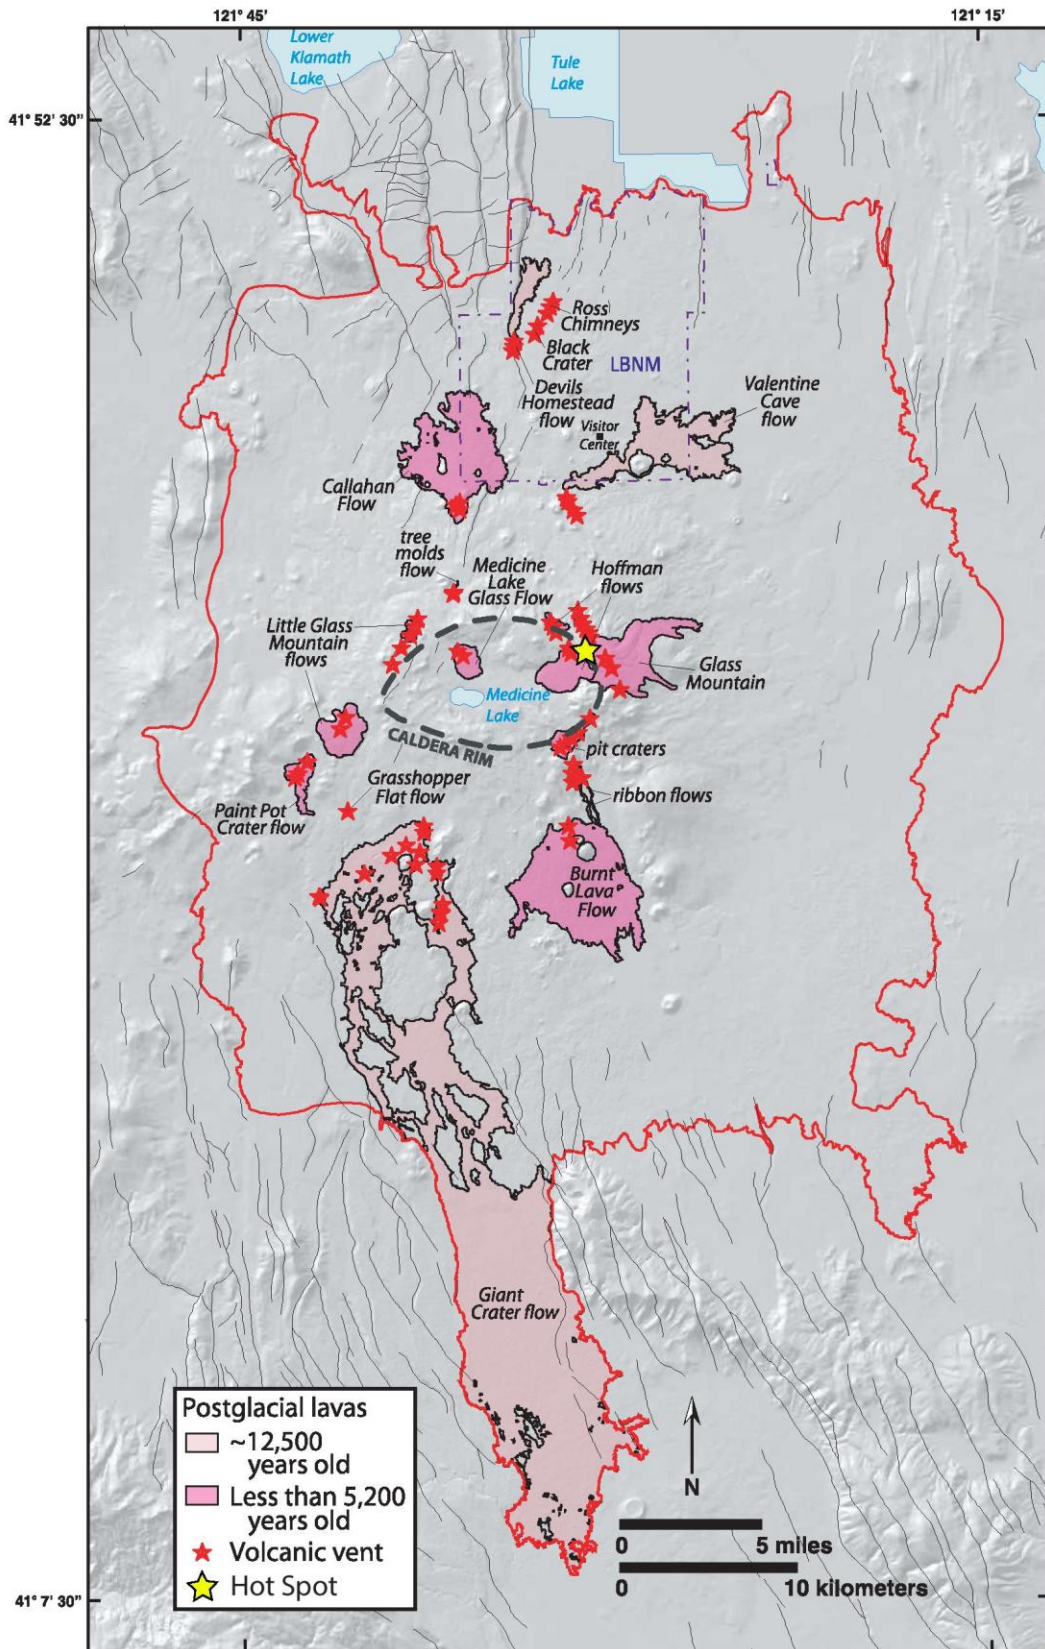 121° 45'
121° 15'
Lower
Klamath
Lake
Tule
Lake
41° 52' 30"
Ross
Chimneys
Black
Crater
LBNM
Devils
Homestead
flow
Valentine
Cave
flow
Visitor
Center
Callahan
Flow
tree
molds
flow
Medicine
Lake
Glass Flow
Hoffman
flows
Little Glass
Mountain
flows
Glass
Mountain
Medicine
Lake
CALDERA RIM
pit craters
Grasshopper
Flat flow
ribbon flows
Paint Pot
Crater flow
Burnt
Lava
Flow
Giant
Crater flow
Postglacial lavas
~12,500
years old
Less than 5,200
years old
Volcanic vent
Hot Spot
N
0 5 miles
0 10 kilometers
41° 7' 30"